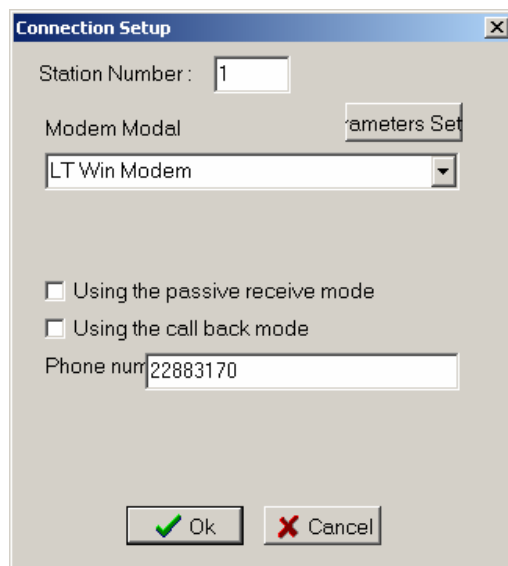 Connection Setup
Station Number : 1
Modem Modal
rameters Set
LT Win Modem
Using the passive receive mode
Using the call back mode
Phone num 22883170
Ok
Cancel